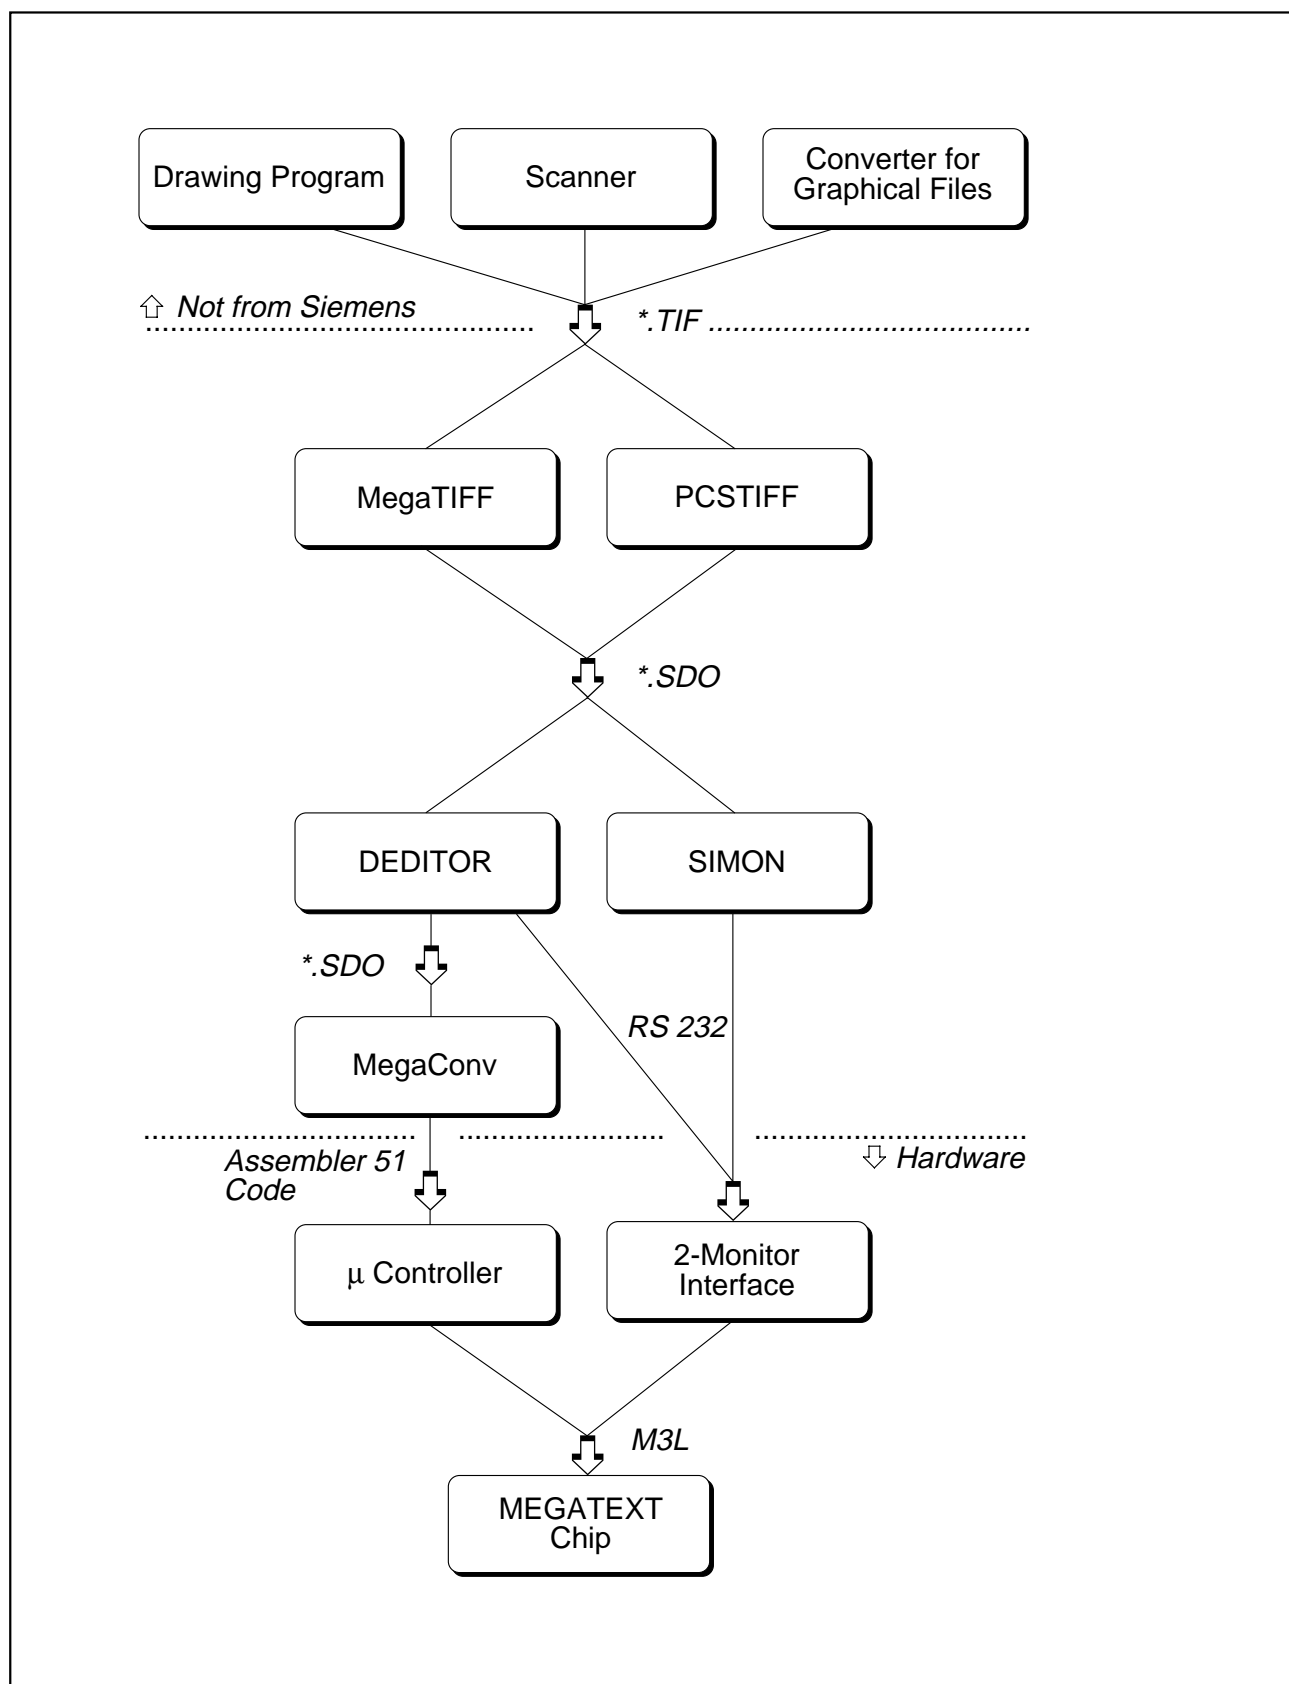 Drawing Program
Scanner
Converter for
Graphical Files
Not from Siemens
*.TIF
MegaTIFF
PCSTIFF
*.SDO
DEDITOR
SIMON
*.SDO
RS 232
MegaConv
Assembler 51
Code
Hardware
µ Controller
2-Monitor
Interface
M3L
MEGATEXT
Chip